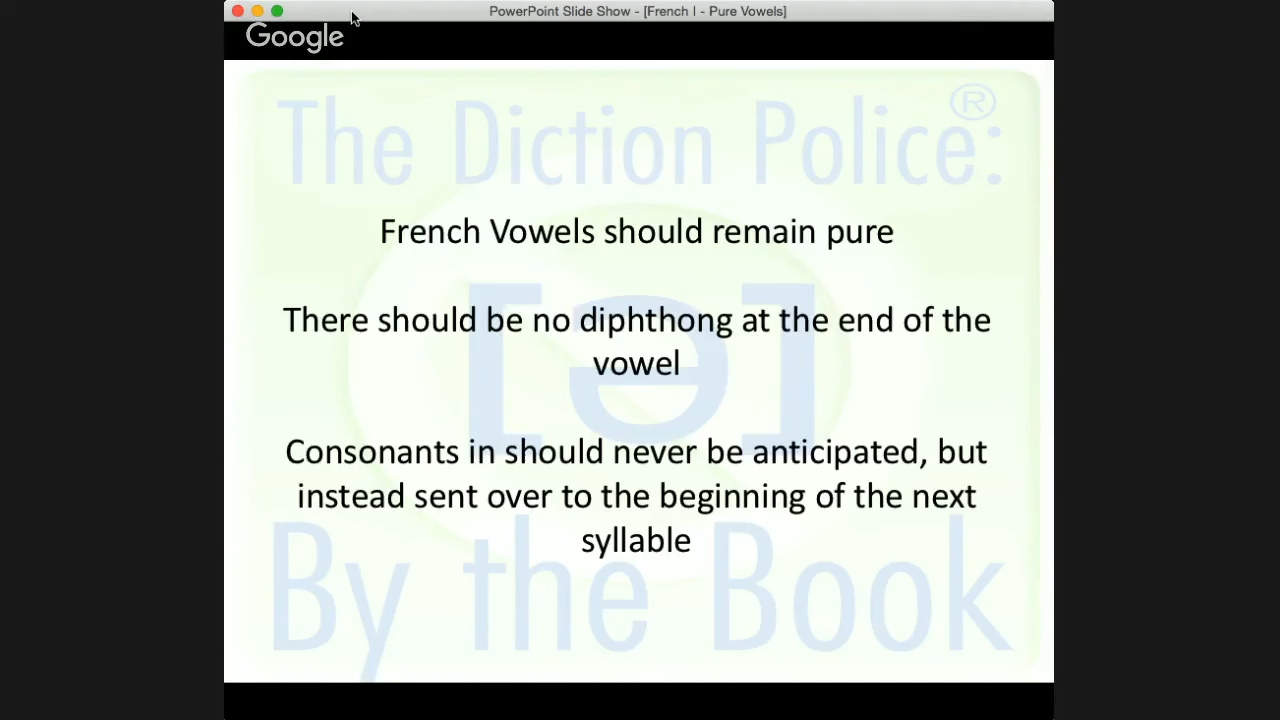 PowerPoint Slide Show - [French I - Pure Vowels]
Google
The Diction Police®:
French Vowels should remain pure
There should be no diphthong at the end of the
vowel
[ə]
Consonants in should never be anticipated, but
instead sent over to the beginning of the next
syllable
By the Book